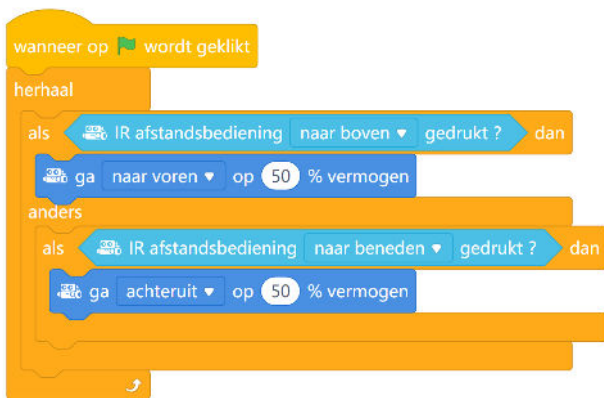 wanneer op wordt geklikt
herhaal
als IR afstandsbediening naar boven gedrukt ? dan
ga naar voren op 50 % vermogen
anders
als IR afstandsbediening naar beneden gedrukt ? dan
ga achteruit op 50 % vermogen